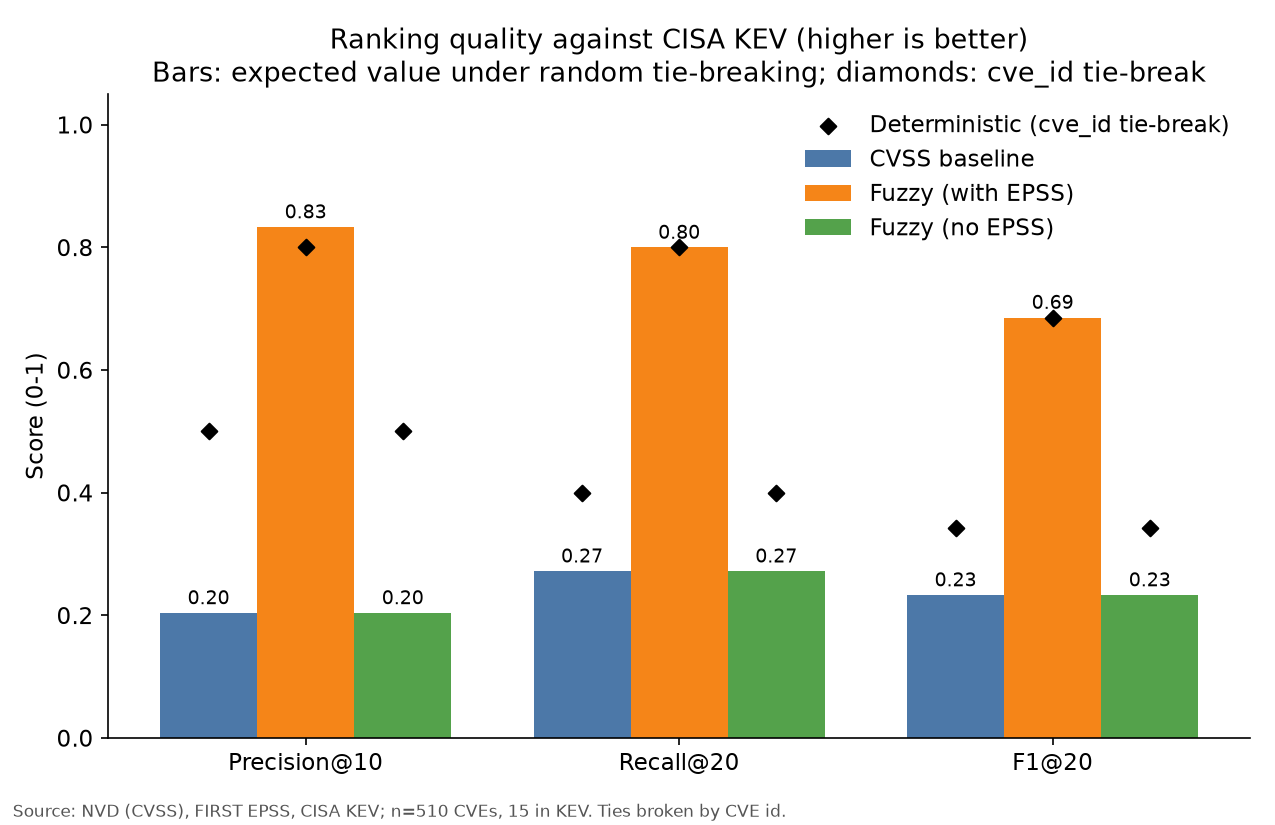 Ranking quality against CISA KEV (higher is better)
Bars: expected value under random tie-breaking; diamonds: cve_id tie-break
Deterministic (cve_id tie-break)
CVSS baseline
Fuzzy (with EPSS)
Fuzzy (no EPSS)
Score (0-1)
1.0
0.8
0.6
0.4
0.2
0.0
0.20
0.83
0.20
0.27
0.80
0.27
0.23
0.69
0.23
Precision@10
Recall@20
F1@20
Source: NVD (CVSS), FIRST EPSS, CISA KEV; n=510 CVEs, 15 in KEV. Ties broken by CVE id.